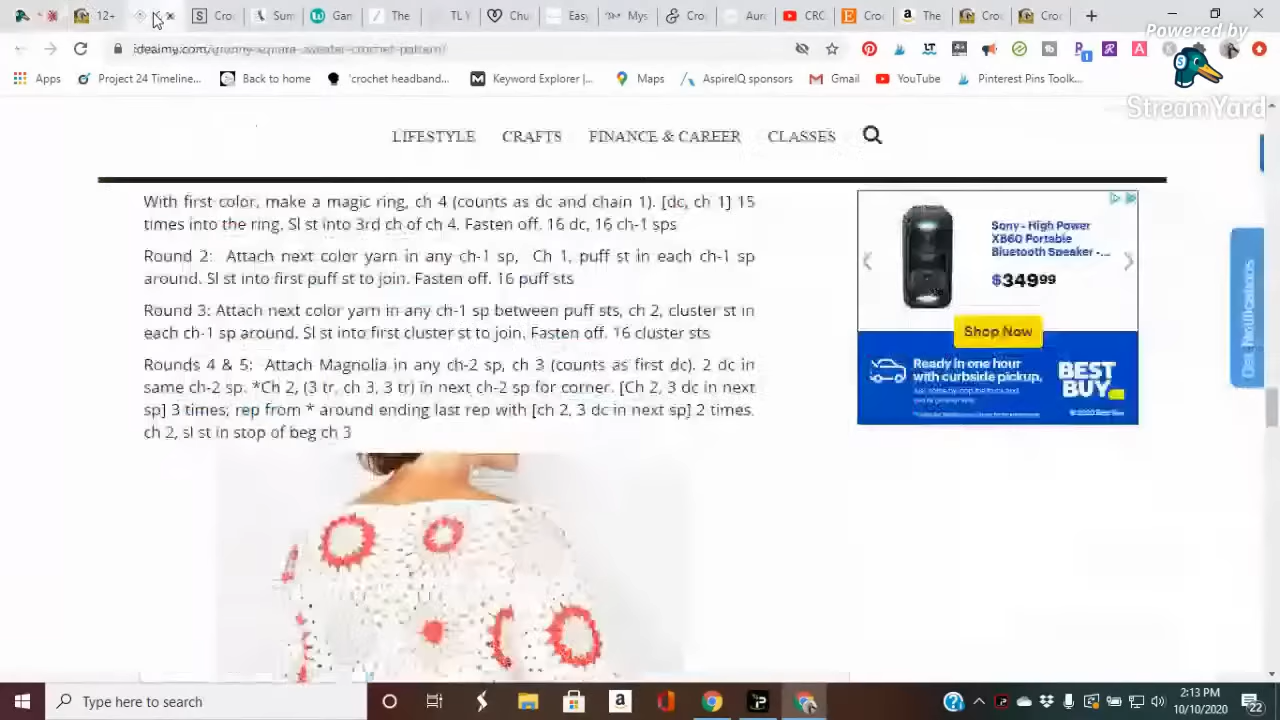 12+
Cro
Sum
Gar
The
TL Y
Chu
Easy
Mys
Cro
Aun
CRC
Cro
The
Cro
Cro
Powered by
StreamYard
Apps
Project 24 Timeline...
Back to home
'crochet headband...
Keyword Explorer |...
Maps
AspireIQ sponsors
Gmail
YouTube
Pinterest Pins Toolk...
LIFESTYLE
CRAFTS
FINANCE & CAREER
CLASSES
With first color, make a magic ring, ch 4 (counts as dc and chain 1). [dc, ch 1] 15
times into the ring. Sl st into 3rd ch of ch 4. Fasten off. 16 dc, 16 ch-1 sps
Round 2: Attach next color yarn in any ch-1 sp, Ch 1, puff st in each ch-1 sp
around. Sl st into first puff st to join. Fasten off. 16 puff sts
Round 3: Attach next color yarn in any ch-1 sp between puff sts, ch 2, cluster st in
each ch-1 sp around. Sl st into first cluster st to join. Fasten off. 16 cluster sts
Rounds 4 & 5: Attach Magnolia in any ch-2 sp, ch 3 (counts as first dc). 2 dc in
same ch 3, 3 tr) in next ch-2 sp for corner. [Ch 2, 3 dc in next
sp] 3 times, rep from * around ending last rep with [ch 2, 3 dc in next sp] 2 times.
ch 2, sl st in stop of beg ch 3
Sony - High Power
XB60 Portable
Bluetooth Speaker -...
$349.99
Shop Now
Ready in one hour
with curbside pickup.
BEST
BUY
Get Notifications
Type here to search
2:13 PM
10/10/2020
22